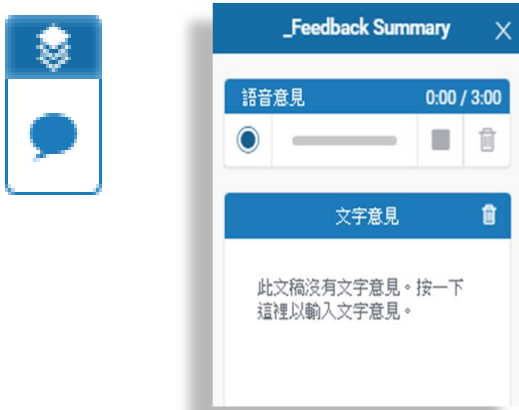 _Feedback Summary
語音意見 0:00 / 3:00
文字意見
此文稿沒有文字意見。按一下
這裡以輸入文字意見。